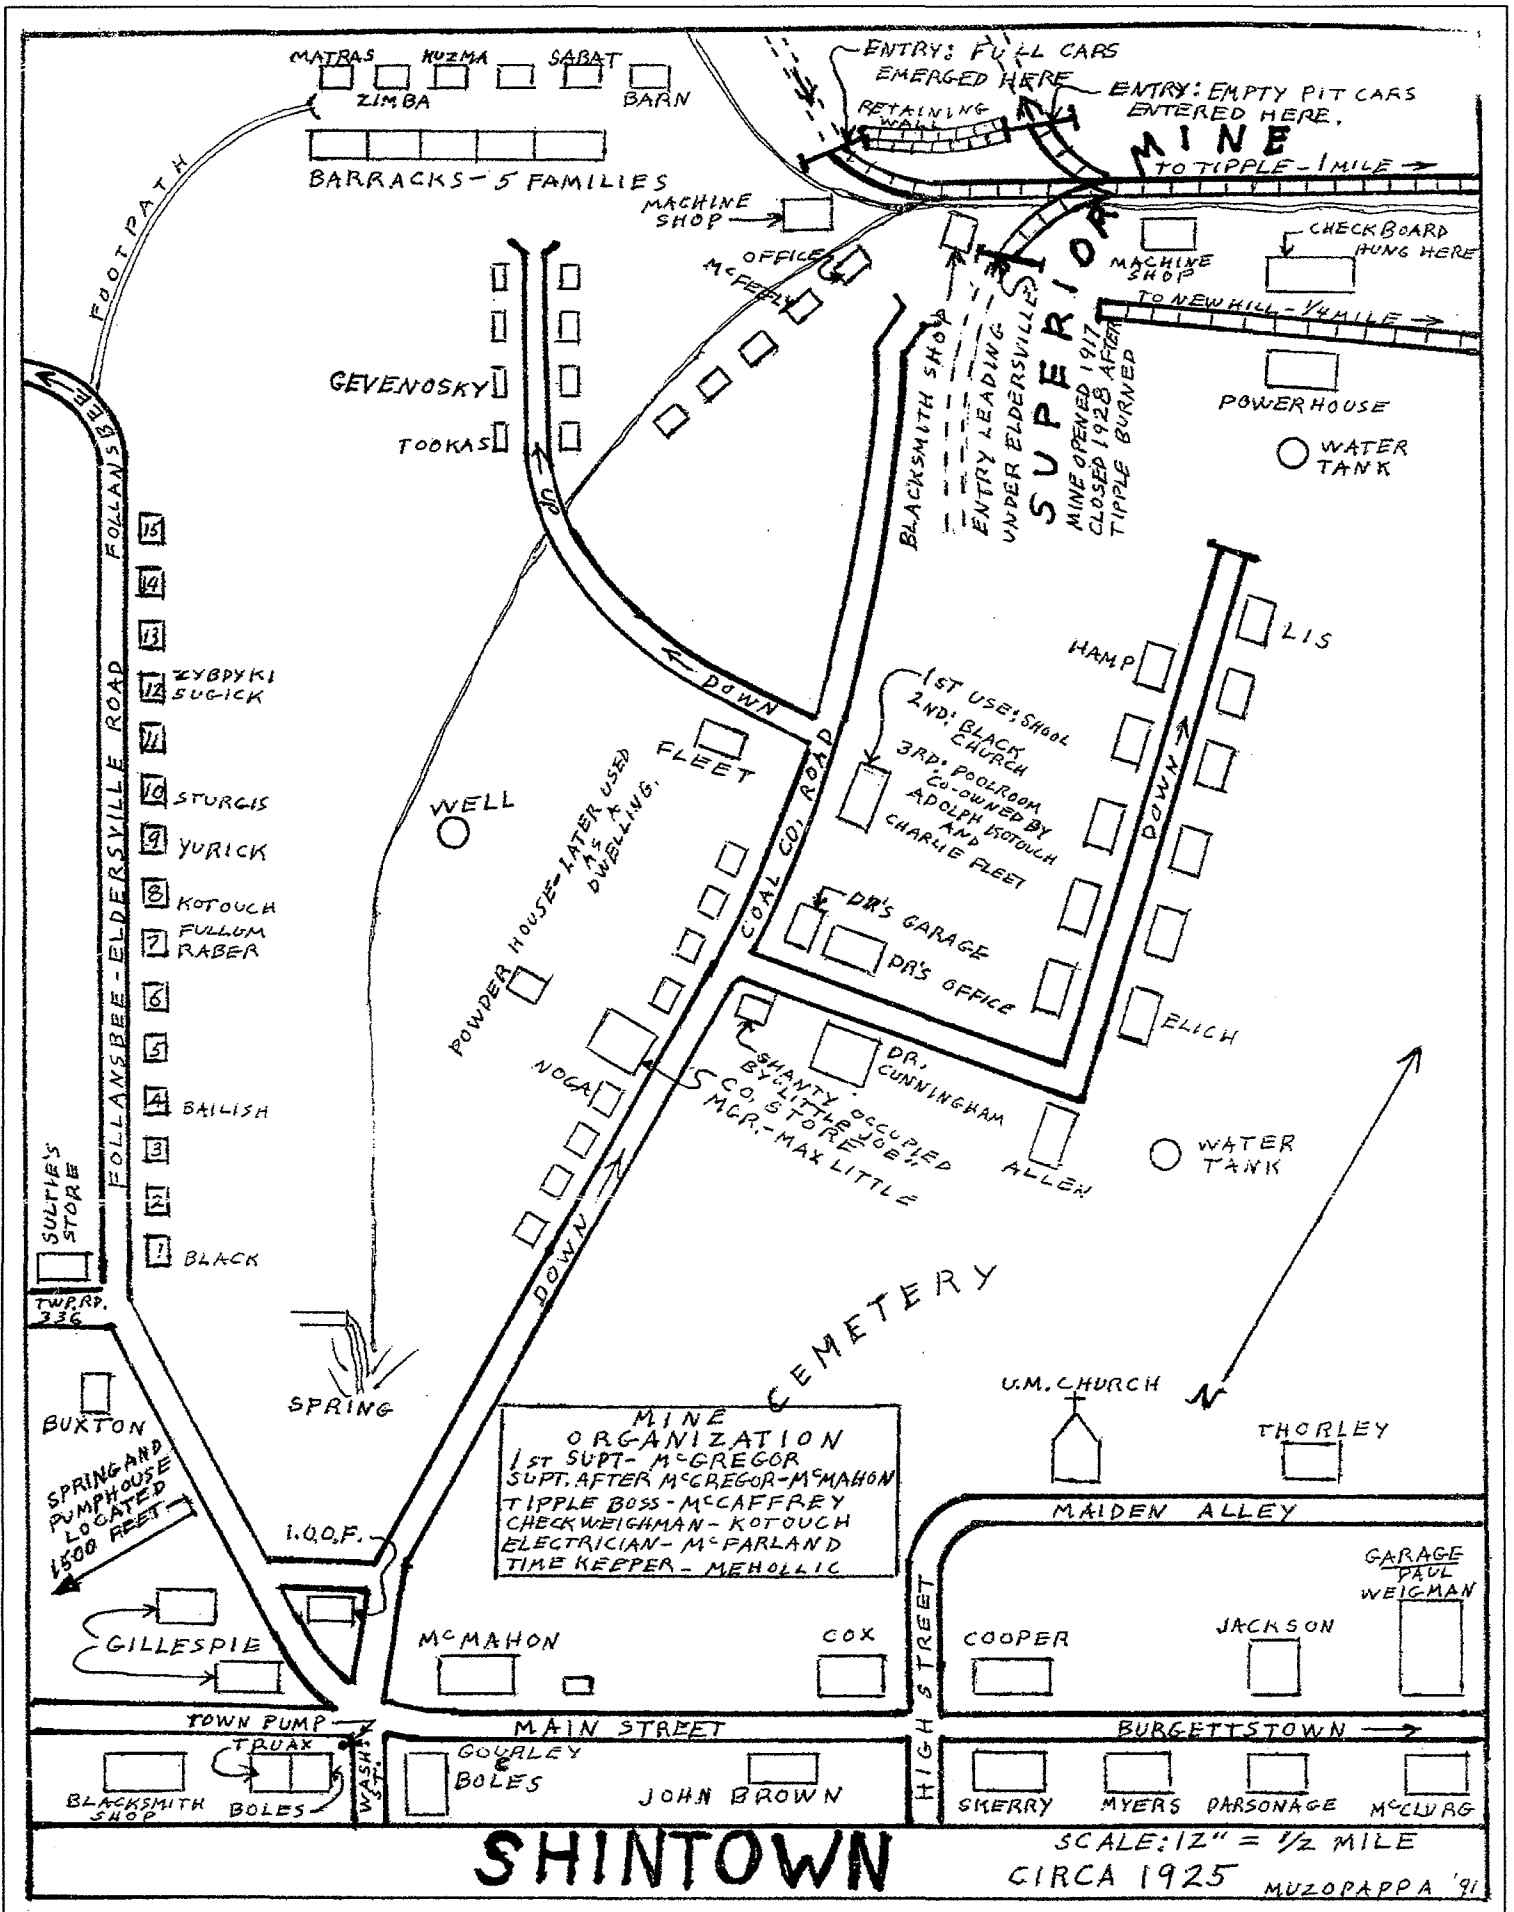 MATRAS
KUZMA
SABAT
ZIMBA
BARN
BARRACKS - 5 FAMILIES
FOOTPATH
ENTRY: FULL CARS
EMERGED HERE
RETAINING
WALL
ENTRY: EMPTY PIT CARS
ENTERED HERE.
SUPERIOR MINE
TO TIPPLE - 1 MILE
MACHINE
SHOP
OFFICE
McFEELY
MACHINE
SHOP
CHECKBOARD
HUNG HERE
TO NEW HILL - 1/4 MILE
POWERHOUSE
WATER
TANK
BLACKSMITH SHOP
ENTRY LEADING
UNDER ELDERSVILLE
MINE OPENED 1917
CLOSED 1928 AFTER
TIPPLE BURNED
GEVENOSKY
TOOKAS
UP
DOWN
FOLLANSBEE
FOLLANSBEE - ELDERSVILLE ROAD
FOLLANSBEE
15
14
13
12 ZYBDYKI
SUGICK
11
10 STURGIS
9 YURICK
8 KOTOUCH
7 FULLUM
RABER
6
5
4 BAILISH
3
2
1 BLACK
WELL
FLEET
POWDER HOUSE - LATER USED
AS A
DWELLING.
COAL CO, ROAD
1ST USE: SHOOL
2ND: BLACK
CHURCH
3RD: POOLROOM
CO-OWNED BY
ADOLPH KOTOUCH
AND
CHARLIE FLEET
HAMP
LIS
DOWN
DR'S GARAGE
DR'S OFFICE
ELICH
NOGA
SHANTY OCCUPIED
BY "LITTLE JOE"
CO, STORE
MGR.- MAX LITTLE
DR.
CUNNINGHAM
ALLEN
WATER
TANK
DOWN
SULTIE'S
STORE
TWP. RD.
336
BUXTON
SPRING
SPRING AND
PUMPHOUSE
LOCATED
1500 FEET
CEMETERY
N
U.M. CHURCH
THORLEY
MINE
ORGANIZATION
1ST SUPT- McGREGOR
SUPT. AFTER McGREGOR-McMAHON
TIPPLE BOSS - McCAFFREY
CHECKWEIGHMAN - KOTOUCH
ELECTRICIAN - McFARLAND
TIME KEEPER - MEHOLLIC
MAIDEN ALLEY
I.O.O.F.
GILLESPIE
McMAHON
COX
HIGH STREET
COOPER
JACKSON
GARAGE
PAUL
WEIGMAN
TOWN PUMP
MAIN STREET
BURGETTSTOWN
TRUAX
BLACKSMITH
SHOP
BOLES
WASH.
ST.
GOURLEY
&
BOLES
JOHN BROWN
SKERRY
MYERS
PARSONAGE
McCLURG
SHINTOWN
SCALE: 12" = 1/2 MILE
CIRCA 1925
MUZOPAPPA '91